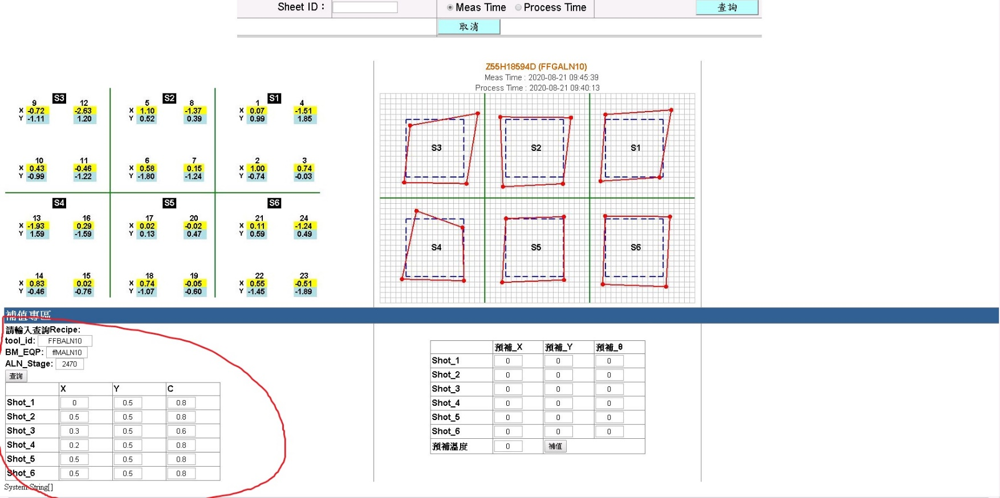 Sheet ID：
Meas Time Process Time 查詢
取消
Z55H18594D (FFGALN10)
Meas Time : 2020-08-21 09:45:39
Process Time : 2020-08-21 09:40:13
S3 S2 S1
9 12 5 8 1 4
X -0.72 -2.63 X 1.10 -1.37 X 0.07 -1.51
Y -1.11 1.20 Y 0.52 0.39 Y 0.99 1.85
10 11 6 7 2 3
X 0.43 -0.46 X 0.58 0.15 X 1.00 0.74
Y -0.99 -1.22 Y -1.80 -1.24 Y -0.74 -0.03
S4 S5 S6
13 16 17 20 21 24
X -1.93 0.29 X 0.02 -0.02 X 0.11 -1.24
Y 1.59 -1.59 Y 0.13 0.47 Y 0.59 0.49
14 15 18 19 22 23
X 0.83 0.02 X 0.74 -0.05 X 0.55 -0.51
Y -0.46 -0.76 Y -1.07 -0.60 Y -1.45 -1.89
S3 S2 S1
S4 S5 S6
補值專區
請輸入查詢Recipe:
tool_id: FFBALN10
BM_EQP: ffMALN10
ALN_Stage: 2470
查詢
X Y C
Shot_1 0 0.5 0.8
Shot_2 0.5 0.5 0.8
Shot_3 0.3 0.5 0.6
Shot_4 0.2 0.5 0.8
Shot_5 0.5 0.5 0.8
Shot_6 0.5 0.5 0.8
System.String[]
預補_X 預補_Y 預補_θ
Shot_1 0 0 0
Shot_2 0 0 0
Shot_3 0 0 0
Shot_4 0 0 0
Shot_5 0 0 0
Shot_6 0 0 0
預補溫度 0 補值